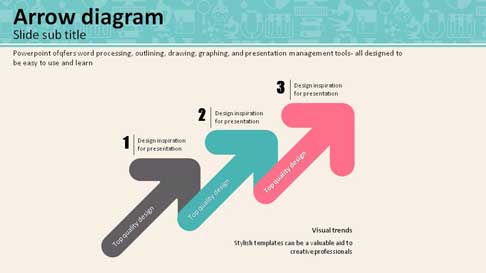 Arrow diagram
Slide sub title
Powerpoint ofqfers word processing, outlining, drawing, graphing, and presentation management tools- all designed to
be easy to use and learn
3
Design inspiration
for presentation
2
Design inspiration
for presentation
1
Design inspiration
for presentation
Top quality design
Top quality design
Top quality design
Visual trends
Stylish templates can be a valuable aid to
creative professionals